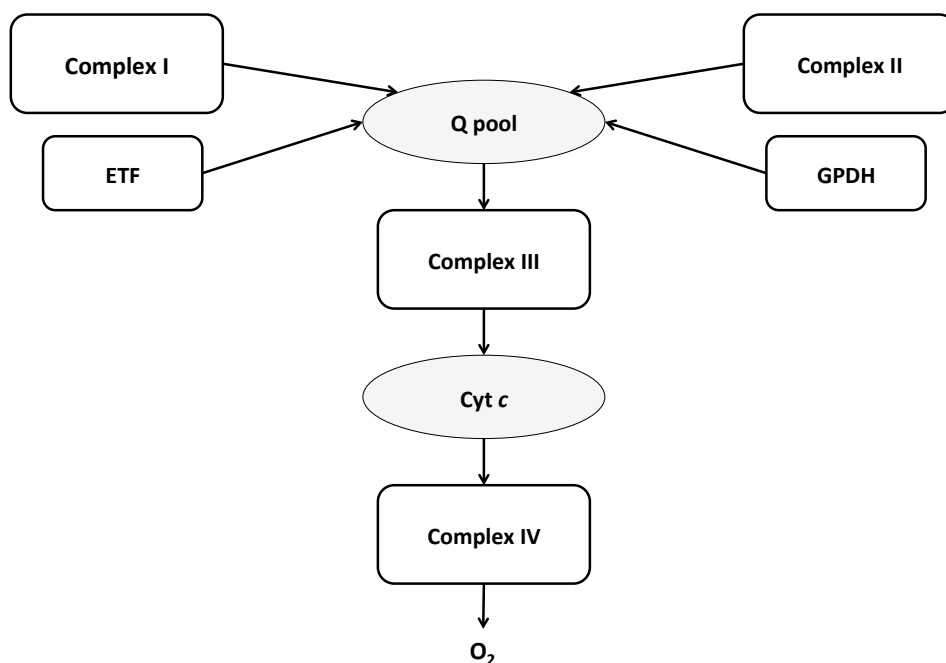 Complex I
Complex II
Q pool
ETF
GPDH
Complex III
Cyt c
Complex IV
O₂